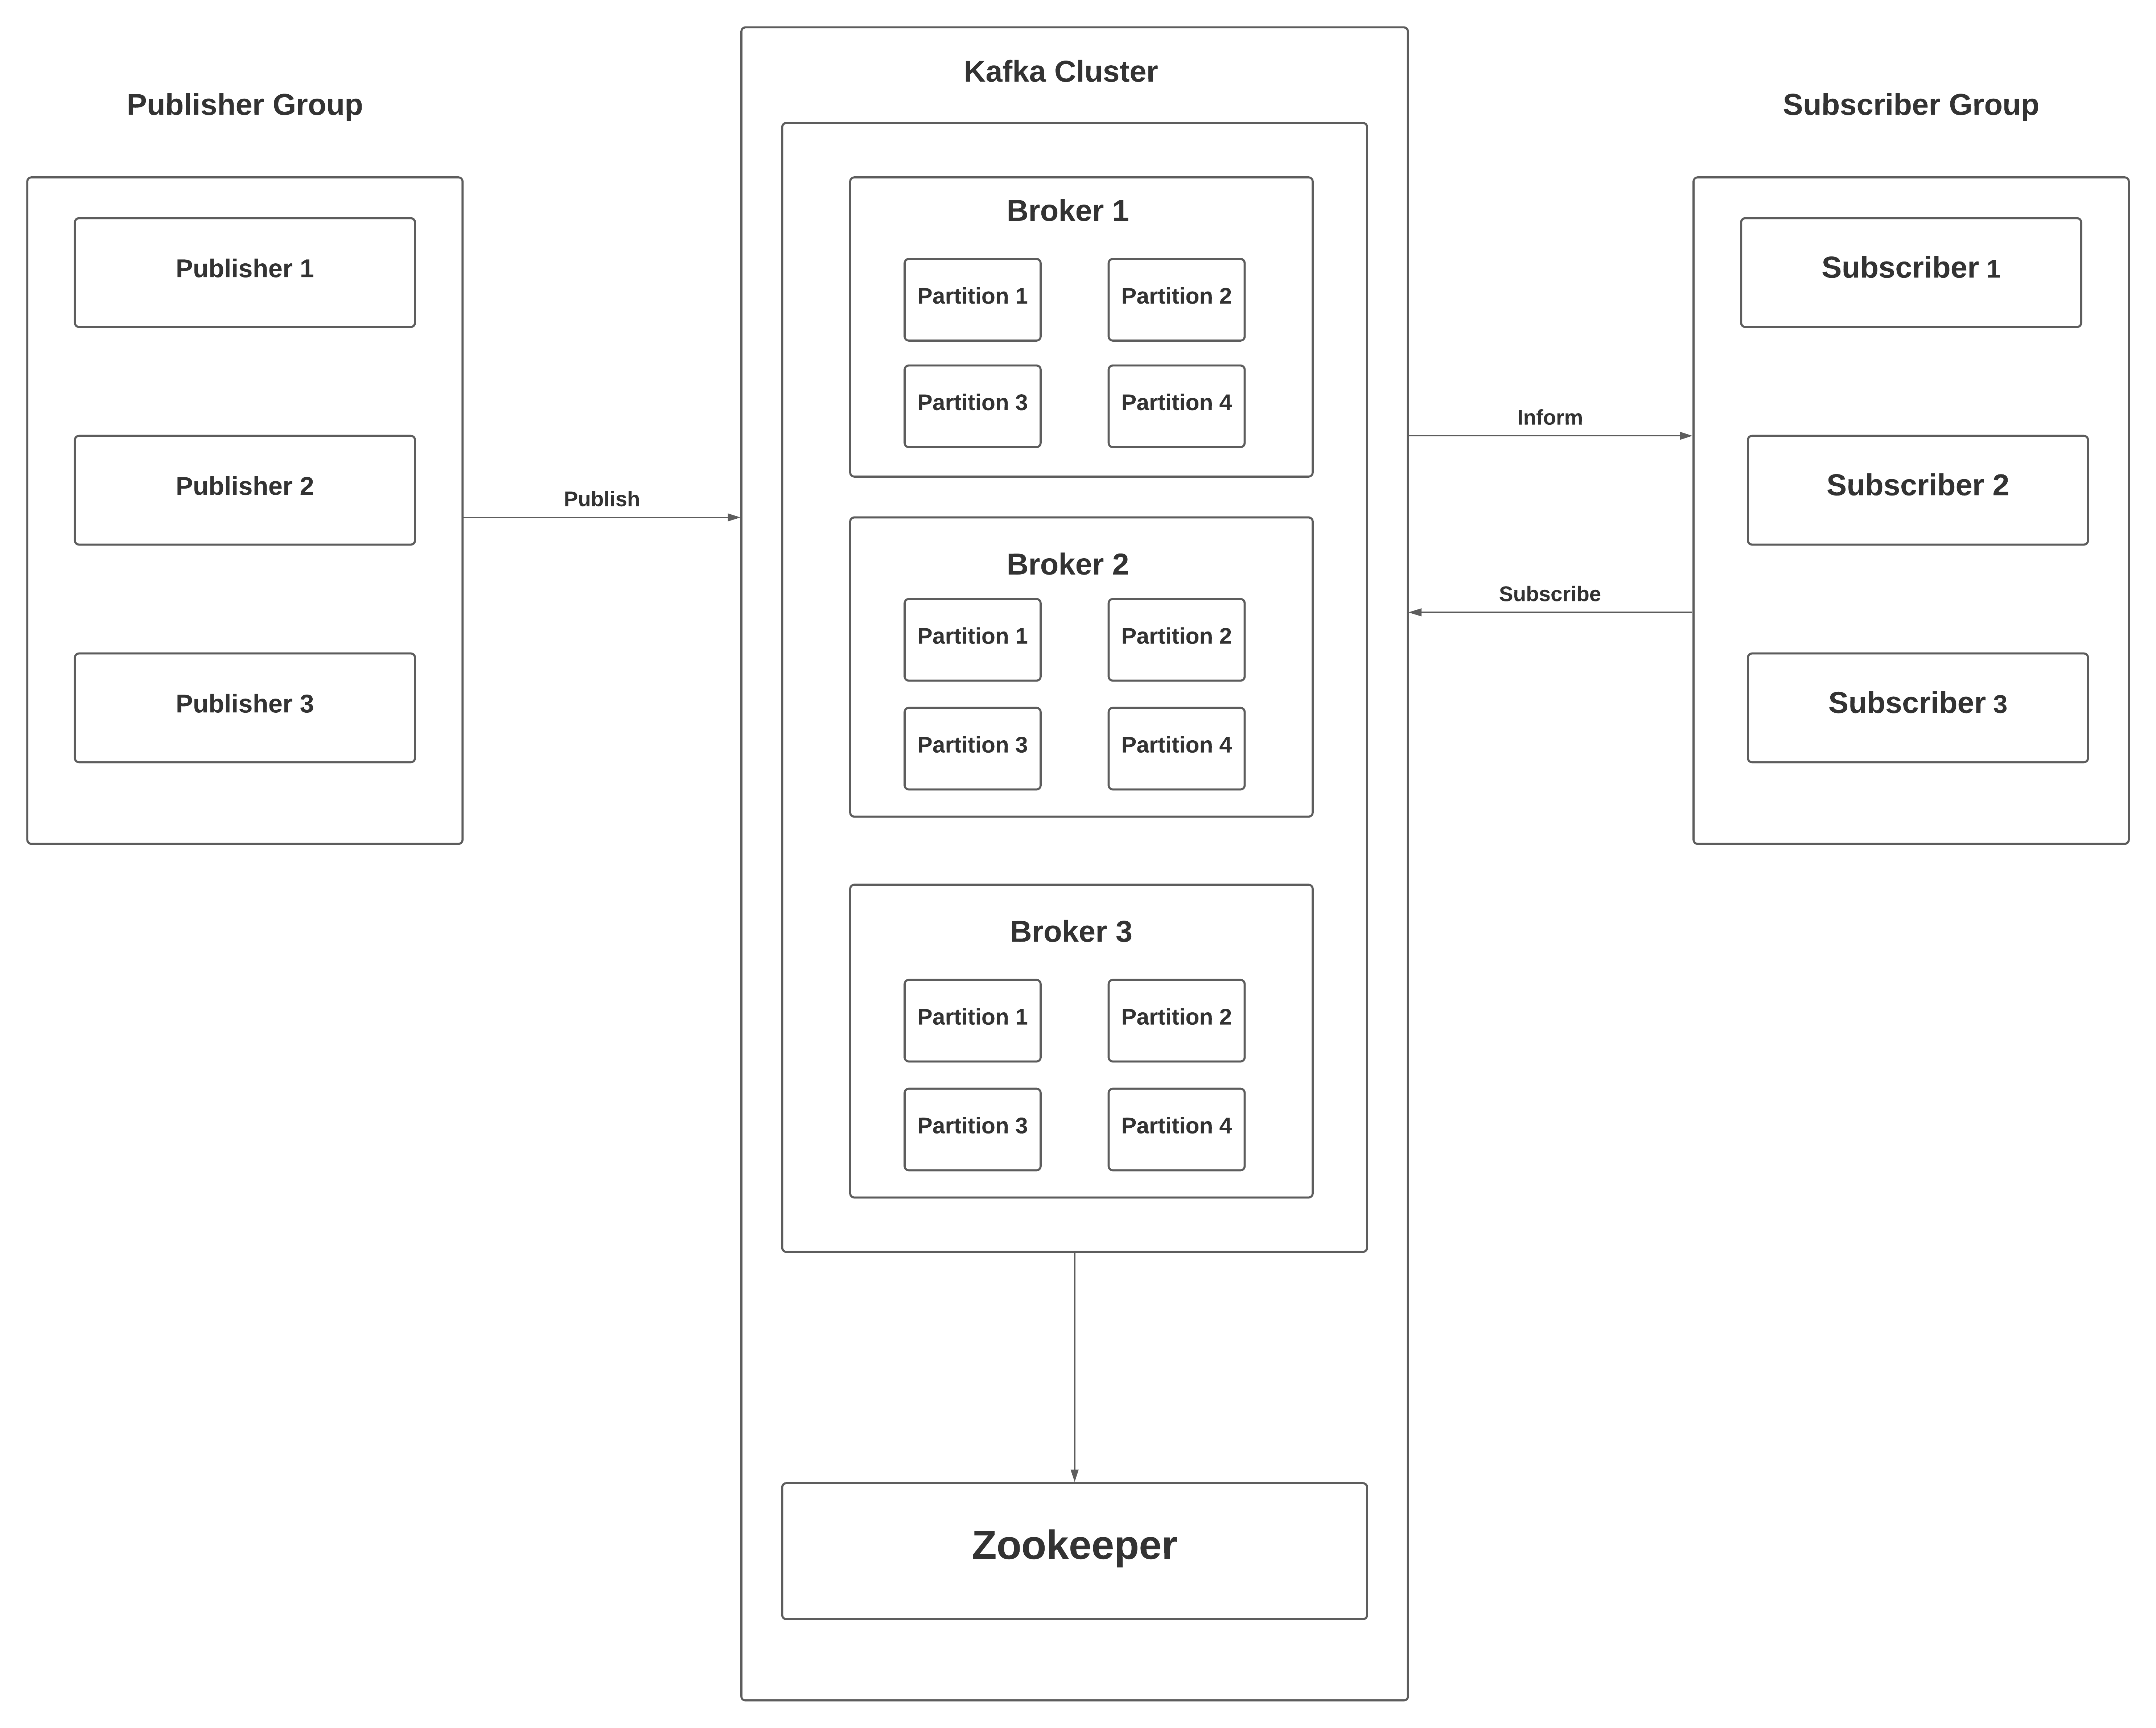 Kafka Cluster
Publisher Group
Subscriber Group
Publisher 1
Publisher 2
Publisher 3
Publish
Broker 1
Partition 1
Partition 2
Partition 3
Partition 4
Broker 2
Partition 1
Partition 2
Partition 3
Partition 4
Broker 3
Partition 1
Partition 2
Partition 3
Partition 4
Zookeeper
Inform
Subscribe
Subscriber 1
Subscriber 2
Subscriber 3